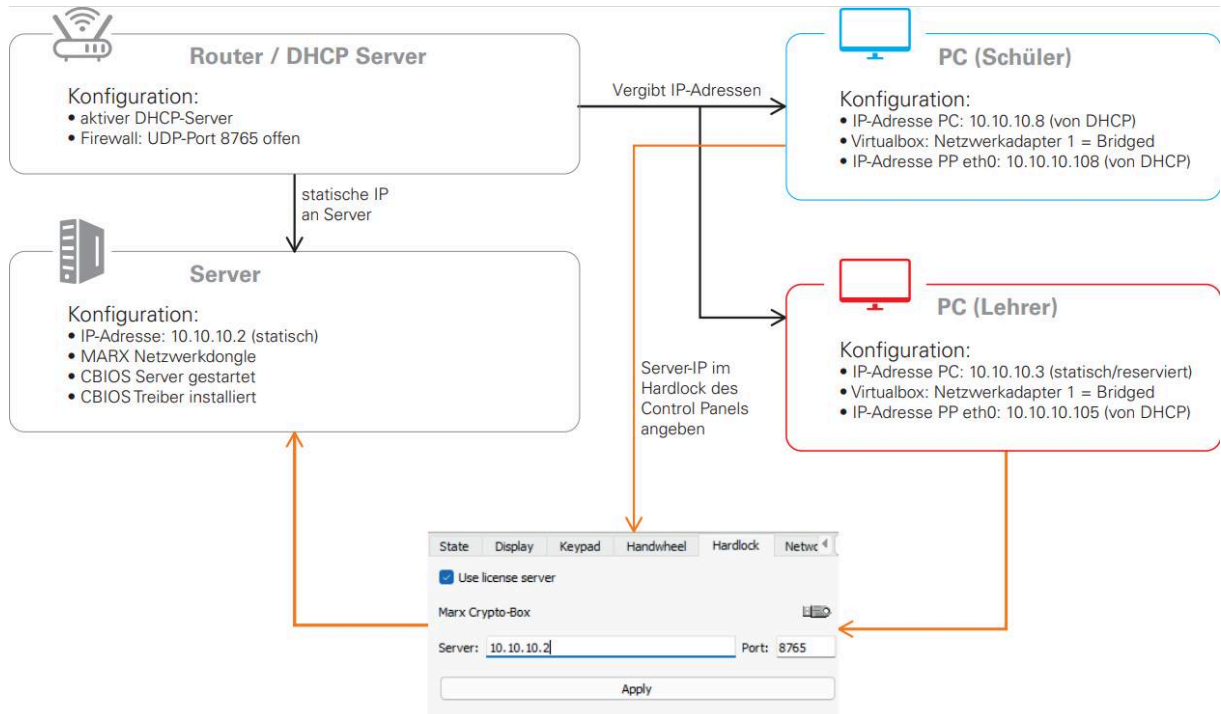 Router / DHCP Server
Konfiguration:
• aktiver DHCP-Server
• Firewall: UDP-Port 8765 offen
Vergibt IP-Adressen
PC (Schüler)
Konfiguration:
• IP-Adresse PC: 10.10.10.8 (von DHCP)
• Virtualbox: Netzwerkadapter 1 = Bridged
• IP-Adresse PP eth0: 10.10.10.108 (von DHCP)
statische IP
an Server
Server
Konfiguration:
• IP-Adresse: 10.10.10.2 (statisch)
• MARX Netzwerkdongle
• CBIOS Server gestartet
• CBIOS Treiber installiert
Server-IP im
Hardlock des
Control Panels
angeben
PC (Lehrer)
Konfiguration:
• IP-Adresse PC: 10.10.10.3 (statisch/reserviert)
• Virtualbox: Netzwerkadapter 1 = Bridged
• IP-Adresse PP eth0: 10.10.10.105 (von DHCP)
State Display Keypad Handwheel Hardlock Netwc
Use license server
Marx Crypto-Box
Server: 10.10.10.2 Port: 8765
Apply